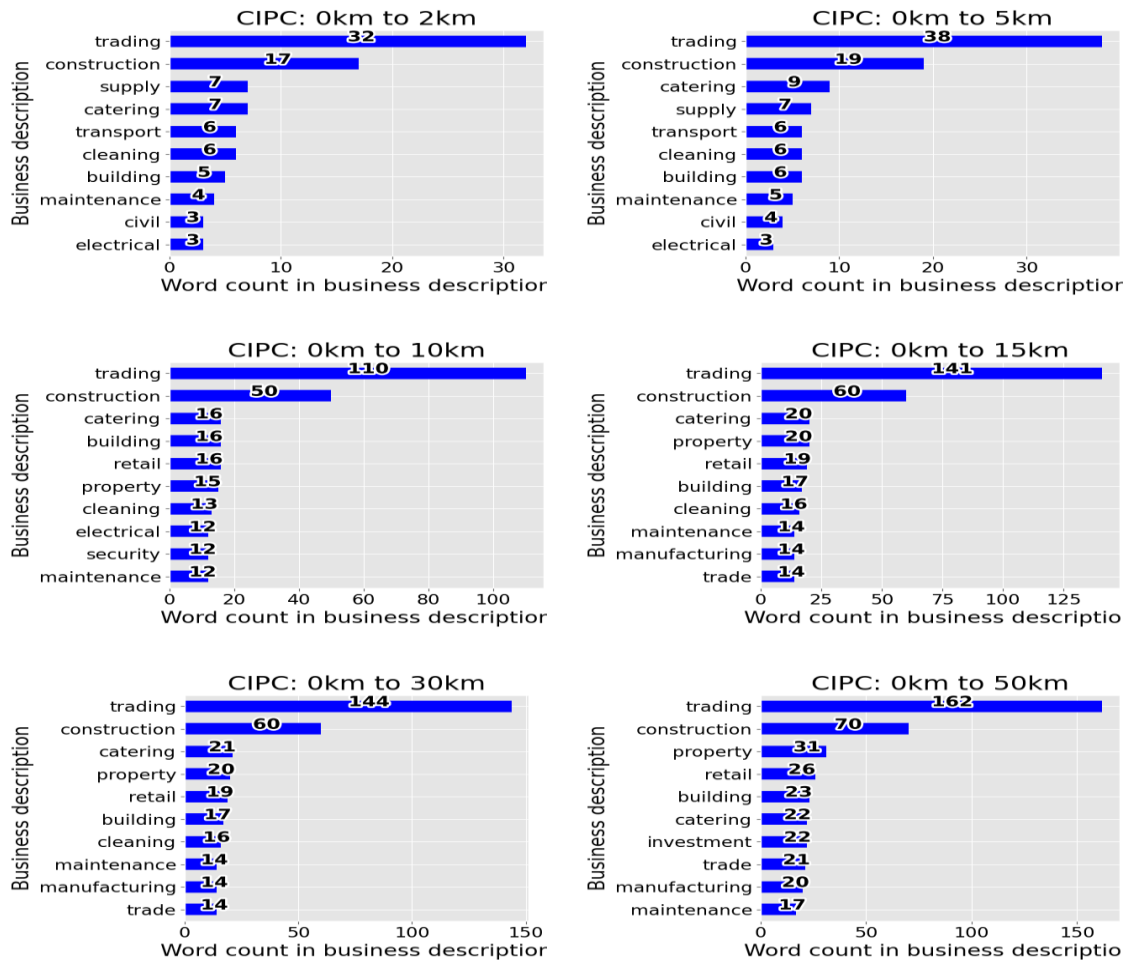 CIPC: 0km to 2km
Business description
trading 32
construction 17
supply 7
catering 7
transport 6
cleaning 6
building 5
maintenance 4
civil 3
electrical 3
0 10 20 30
Word count in business description
CIPC: 0km to 5km
Business description
trading 38
construction 19
catering 9
supply 7
transport 6
cleaning 6
building 6
maintenance 5
civil 4
electrical 3
0 10 20 30
Word count in business description
CIPC: 0km to 10km
Business description
trading 110
construction 50
catering 16
building 16
retail 16
property 15
cleaning 13
electrical 12
security 12
maintenance 12
0 20 40 60 80 100
Word count in business description
CIPC: 0km to 15km
Business description
trading 141
construction 60
catering 20
property 20
retail 19
building 17
cleaning 16
maintenance 14
manufacturing 14
trade 14
0 25 50 75 100 125
Word count in business descriptio
CIPC: 0km to 30km
Business description
trading 144
construction 60
catering 21
property 20
retail 19
building 17
cleaning 16
maintenance 14
manufacturing 14
trade 14
0 50 100 150
Word count in business description
CIPC: 0km to 50km
Business description
trading 162
construction 70
property 31
retail 26
building 23
catering 22
investment 22
trade 21
manufacturing 20
maintenance 17
0 50 100 150
Word count in business descriptio